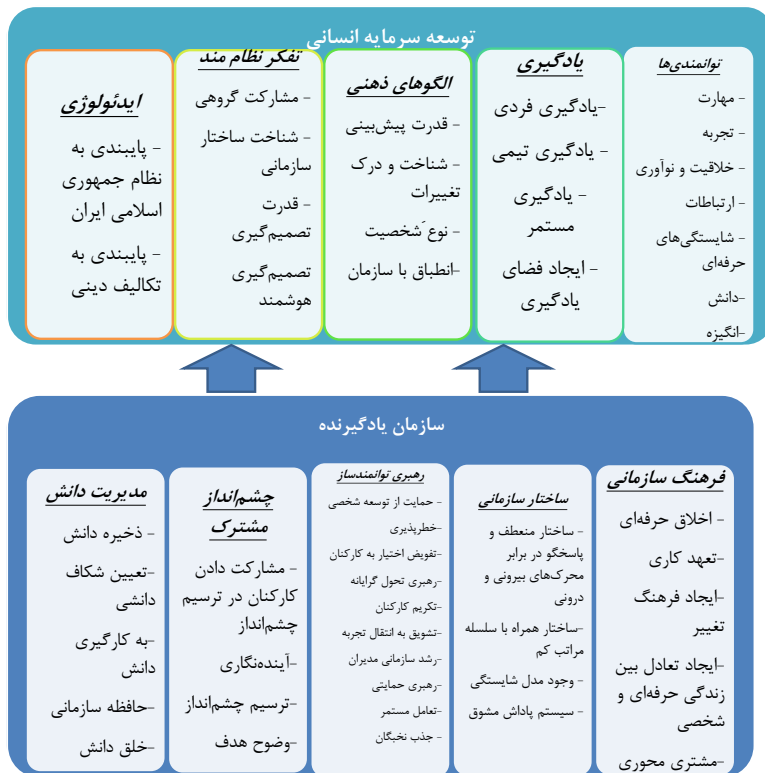 توسعه سرمایه انسانی
توانمندی‌ها
- مهارت
- تجربه
- خلاقیت و نوآوری
- ارتباطات
- شایستگی‌های
حرفه‌ای
-دانش
-انگیزه
یادگیری
-یادگیری فردی
- یادگیری تیمی
- یادگیری
مستمر
- ایجاد فضای
یادگیری
الگوهای ذهنی
- قدرت پیش‌بینی
- شناخت و درک
تغییرات
- نوع َشخصیت
-انطباق با سازمان
تفکر نظام مند
- مشارکت گروهی
- شناخت ساختار
سازمانی
- قدرت
تصمیم‌گیری
تصمیم‌گیری
هوشمند
ایدئولوژی
- پایبندی به
نظام جمهوری
اسلامی ایران
- پایبندی به
تکالیف دینی
سازمان یادگیرنده
فرهنگ سازمانی
- اخلاق حرفه‌ای
-تعهد کاری
-ایجاد فرهنگ
تغییر
-ایجاد تعادل بین
زندگی حرفه‌ای و
شخصی
-مشتری محوری
ساختار سازمانی
- ساختار منعطف و
پاسخگو در برابر
محرک‌های بیرونی و
درونی
-ساختار همراه با سلسله
مراتب کم
- وجود مدل شایستگی
- سیستم پاداش مشوق
رهبری توانمندساز
- حمایت از توسعه شخصی
-خطرپذیری
-تفویض اختیار به کارکنان
-رهبری تحول گرایانه
-تکریم کارکنان
-تشویق به انتقال تجربه
-رشد سازمانی مدیران
-رهبری حمایتی
-تعامل مستمر
- جذب نخبگان
چشم‌انداز
مشترک
- مشارکت دادن
کارکنان در ترسیم
چشم‌انداز
-آینده‌نگاری
-ترسیم چشم‌انداز
-وضوح هدف
مدیریت دانش
- ذخیره دانش
-تعیین شکاف
دانشی
-به کارگیری
دانش
-حافظه سازمانی
-خلق دانش